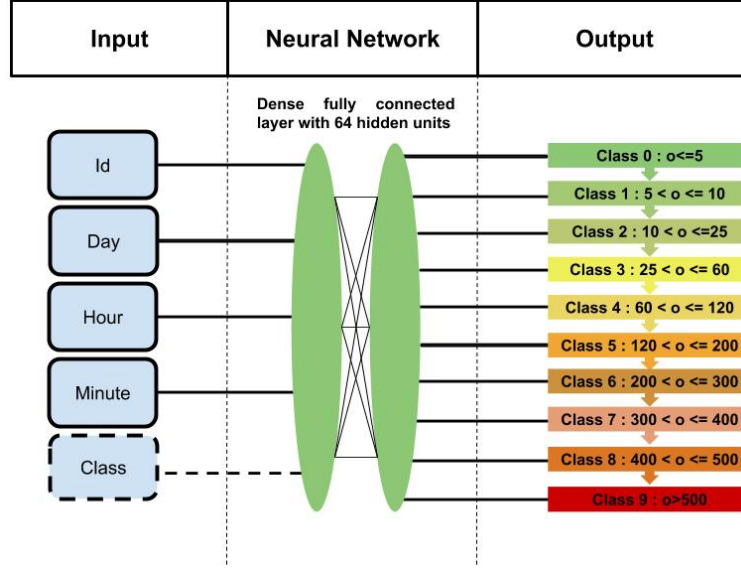 Input
Neural Network
Output
Dense fully connected
layer with 64 hidden units
Id
Day
Hour
Minute
Class
Class 0 : o<=5
Class 1 : 5 < o <= 10
Class 2 : 10 < o <=25
Class 3 : 25 < o <= 60
Class 4 : 60 < o <= 120
Class 5 : 120 < o <= 200
Class 6 : 200 < o <= 300
Class 7 : 300 < o <= 400
Class 8 : 400 < o <= 500
Class 9 : o>500